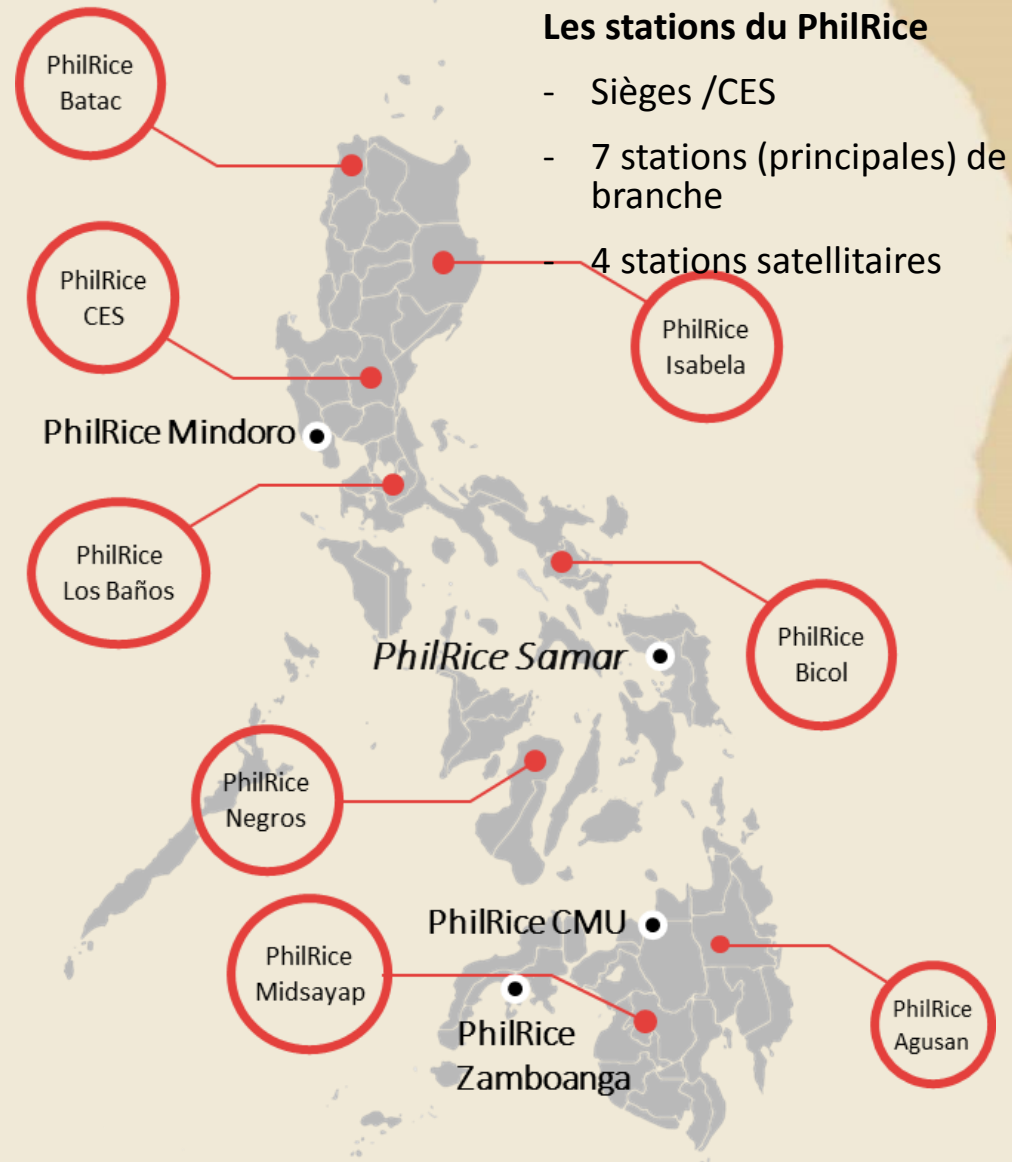 Les stations du PhilRice
- Sièges /CES
- 7 stations (principales) de
branche
- 4 stations satellitaires
PhilRice
Batac
PhilRice
CES
PhilRice
Isabela
PhilRice Mindoro
PhilRice
Los Baños
PhilRice
Bicol
PhilRice Samar
PhilRice
Negros
PhilRice CMU
PhilRice
Midsayap
PhilRice
Zamboanga
PhilRice
Agusan